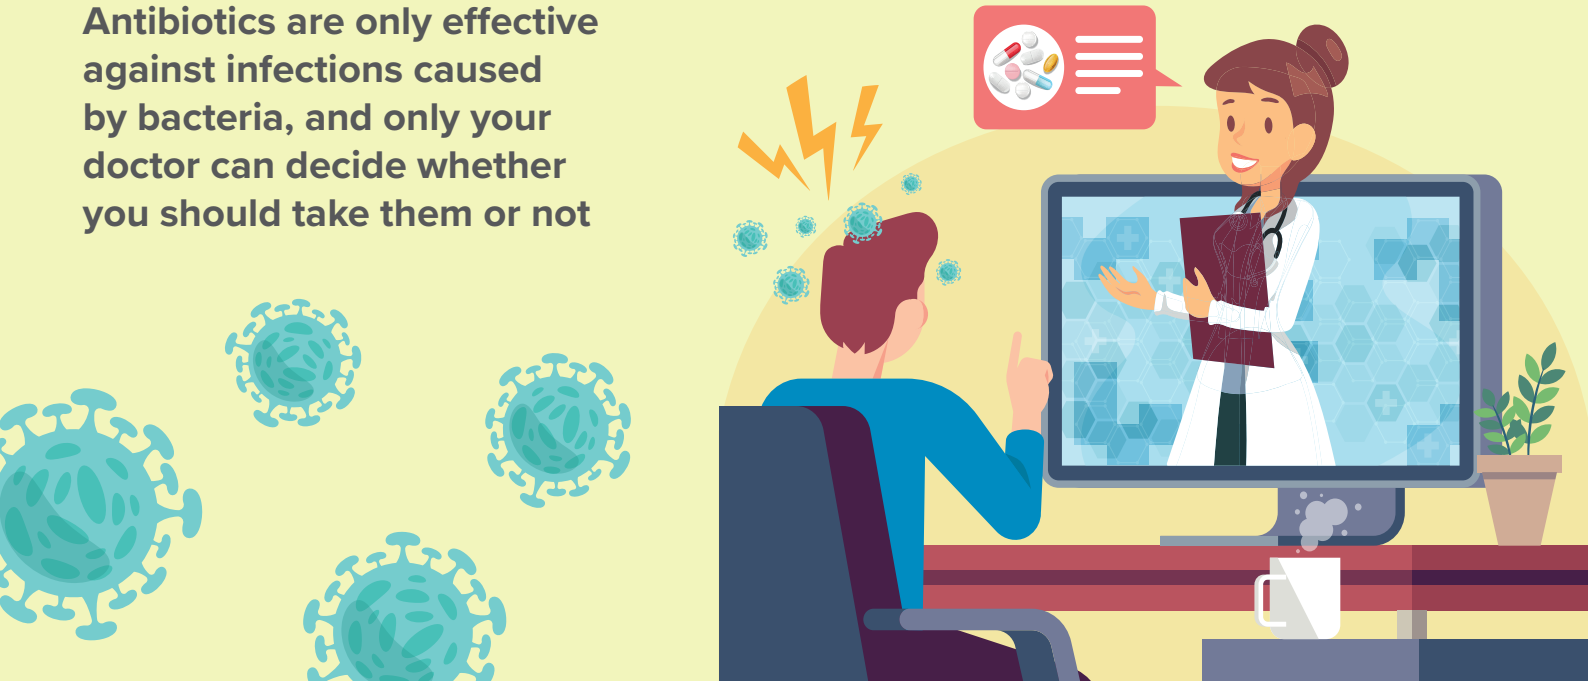 Antibiotics are only effective
against infections caused
by bacteria, and only your
doctor can decide whether
you should take them or not